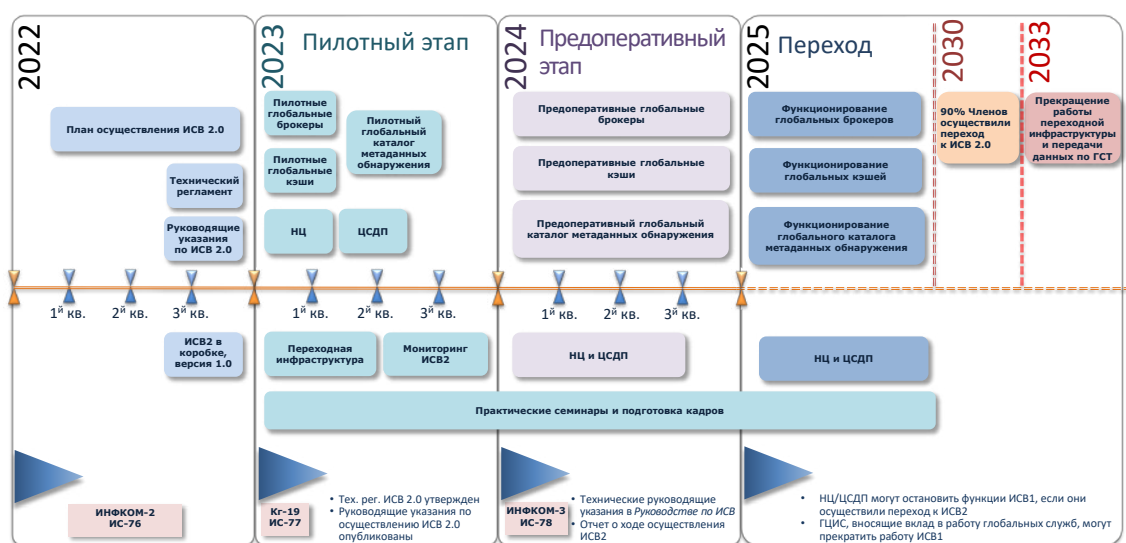 2022
План осуществления ИСВ 2.0
Технический
регламент
Руководящие
указания
по ИСВ 2.0
2023
Пилотный этап
Пилотные
глобальные
брокеры
Пилотный
глобальный
каталог
метаданных
обнаружения
Пилотные
глобальные
кэши
НЦ
ЦСДП
2024
Предоперативный
этап
Предоперативные глобальные
брокеры
Предоперативные глобальные
кэши
Предоперативный глобальный
каталог метаданных обнаружения
2025
Переход
Функционирование
глобальных брокеров
Функционирование
глобальных кэшей
Функционирование
глобального каталога
метаданных обнаружения
2030
90% Членов
осуществили
переход
к ИСВ 2.0
2033
Прекращение
работы
переходной
инфраструктуры
и передачи
данных по ГСТ
1й кв.
2й кв.
3й кв.
1й кв.
2й кв.
3й кв.
1й кв.
2й кв.
3й кв.
ИСВ2 в
коробке,
версия 1.0
Переходная
инфраструктура
Мониторинг
ИСВ2
НЦ и ЦСДП
НЦ и ЦСДП
Практические семинары и подготовка кадров
ИНФКОМ-2
ИС-76
Кг-19
ИС-77
• Тех. рег. ИСВ 2.0 утвержден
• Руководящие указания по
осуществлению ИСВ 2.0
опубликованы
ИНФКОМ-3
ИС-78
• Технические руководящие
указания в Руководстве по ИСВ
• Отчет о ходе осуществления
ИСВ2
• НЦ/ЦСДП могут остановить функции ИСВ1, если они
осуществили переход к ИСВ2
• ГЦИС, вносящие вклад в работу глобальных служб, могут
прекратить работу ИСВ1